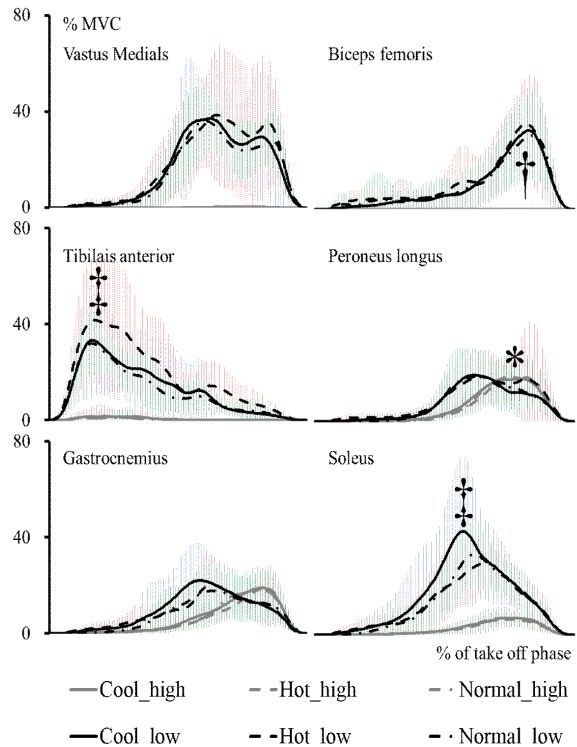 80
% MVC
Vastus Medials
Biceps femoris
40
†
0
80
Tibilais anterior
Peroneus longus
‡
40
*
0
80
Gastrocnemius
Soleus
‡
40
0
% of take off phase
Cool_high
Hot_high
Normal_high
Cool_low
Hot_low
Normal_low